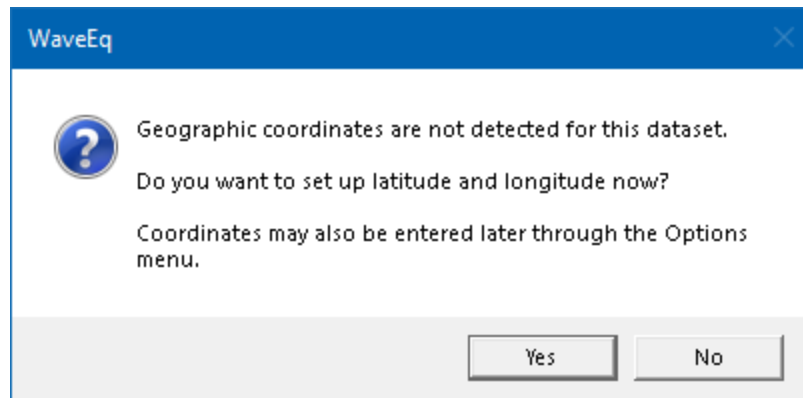 WaveEq
Geographic coordinates are not detected for this dataset.
Do you want to set up latitude and longitude now?
Coordinates may also be entered later through the Options
menu.
Yes
No